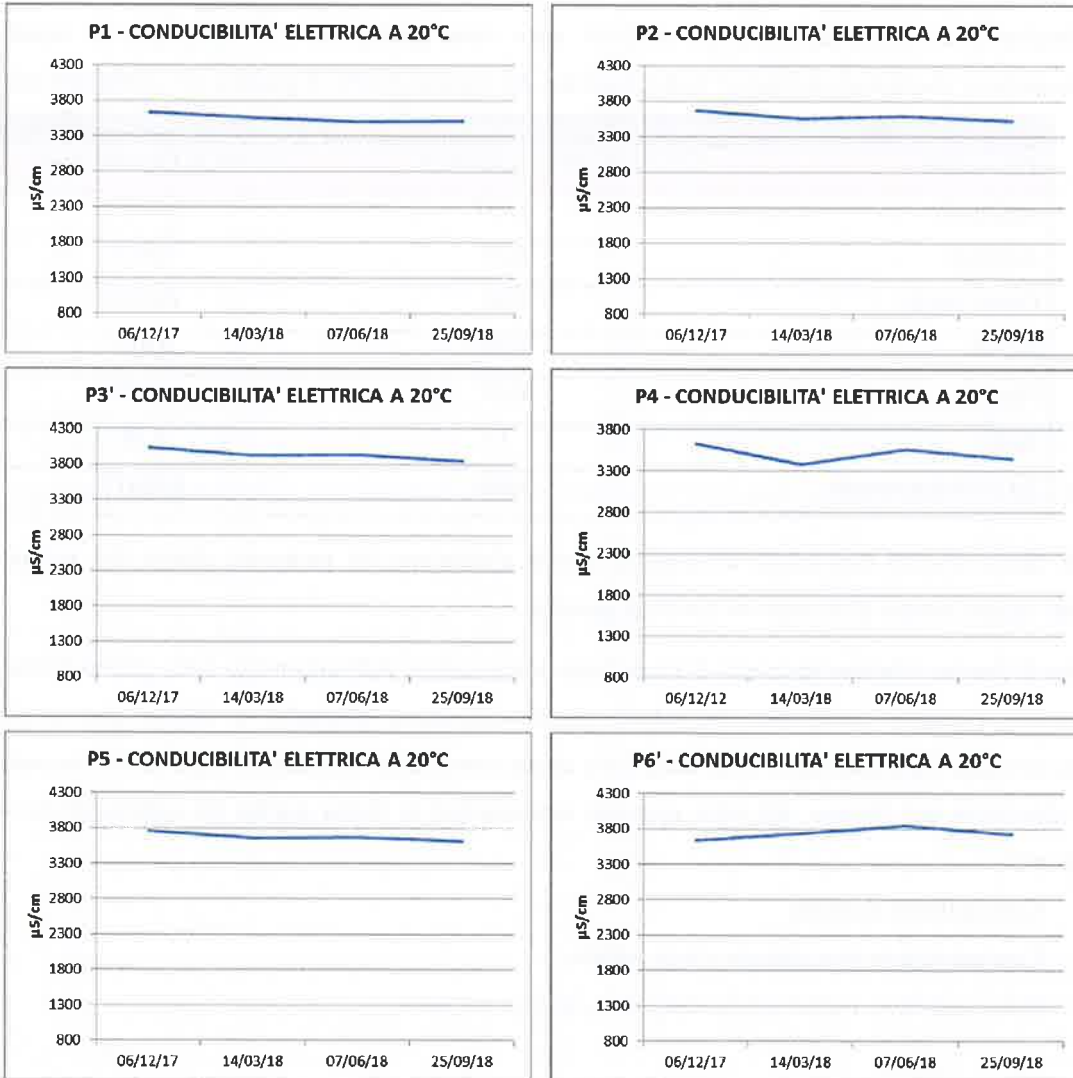 P1 - CONDUCIBILITA' ELETTRICA A 20°C
4300
3800
3300
2800
2300
1800
1300
800
µS/cm
06/12/17 14/03/18 07/06/18 25/09/18
P2 - CONDUCIBILITA' ELETTRICA A 20°C
4300
3800
3300
2800
2300
1800
1300
800
µS/cm
06/12/17 14/03/18 07/06/18 25/09/18
P3' - CONDUCIBILITA' ELETTRICA A 20°C
4300
3800
3300
2800
2300
1800
1300
800
µS/cm
06/12/17 14/03/18 07/06/18 25/09/18
P4 - CONDUCIBILITA' ELETTRICA A 20°C
3800
3300
2800
2300
1800
1300
800
µS/cm
06/12/12 14/03/18 07/06/18 25/09/18
P5 - CONDUCIBILITA' ELETTRICA A 20°C
4300
3800
3300
2800
2300
1800
1300
800
µS/cm
06/12/17 14/03/18 07/06/18 25/09/18
P6' - CONDUCIBILITA' ELETTRICA A 20°C
4300
3800
3300
2800
2300
1800
1300
800
µS/cm
06/12/17 14/03/18 07/06/18 25/09/18